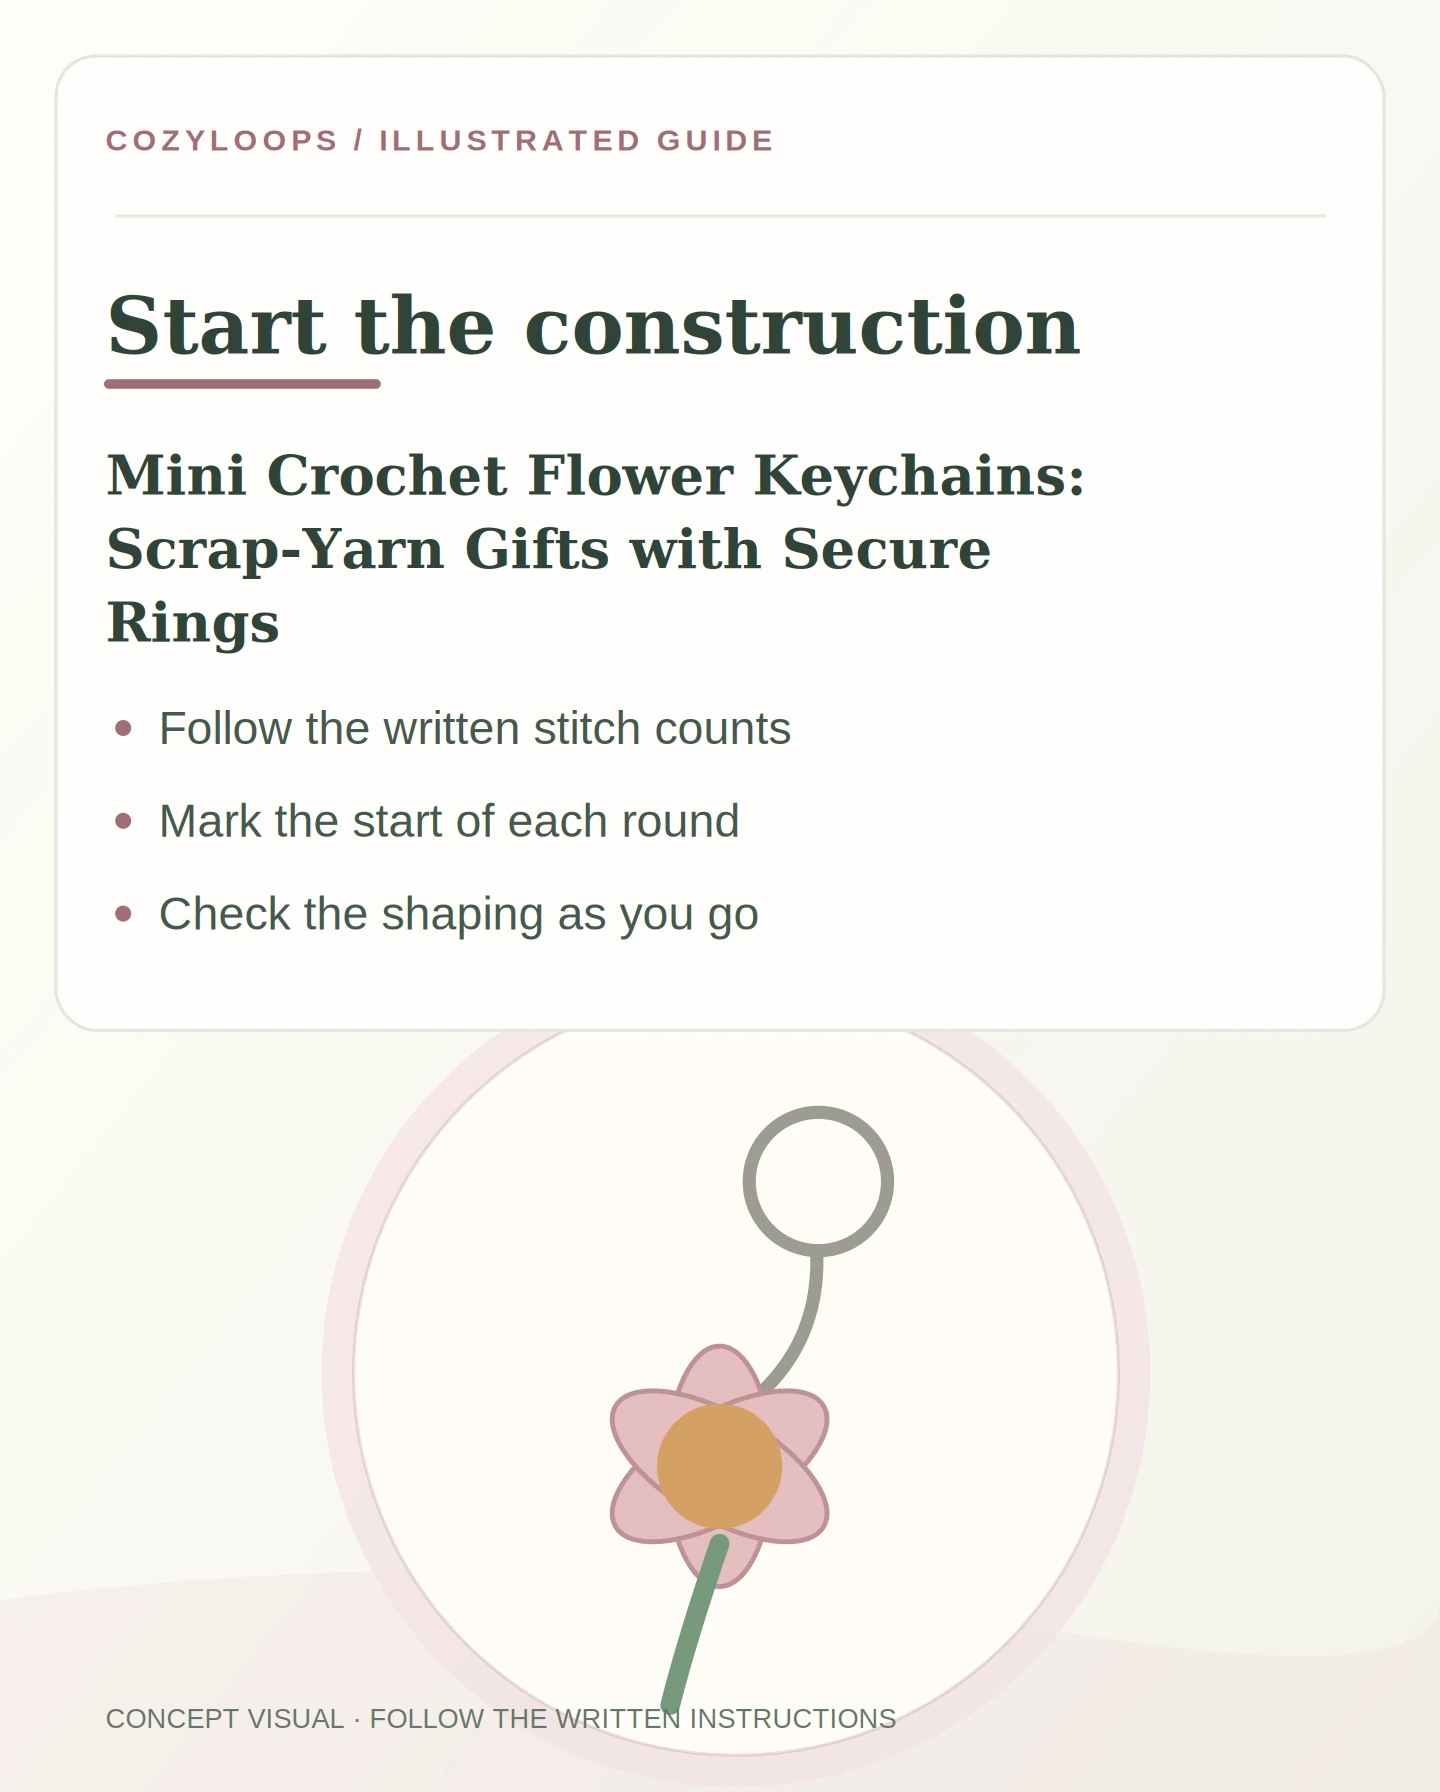 COZYLOOPS / ILLUSTRATED GUIDE
Start the construction
Mini Crochet Flower Keychains:
Scrap-Yarn Gifts with Secure
Rings
Follow the written stitch counts
Mark the start of each round
Check the shaping as you go
CONCEPT VISUAL · FOLLOW THE WRITTEN INSTRUCTIONS